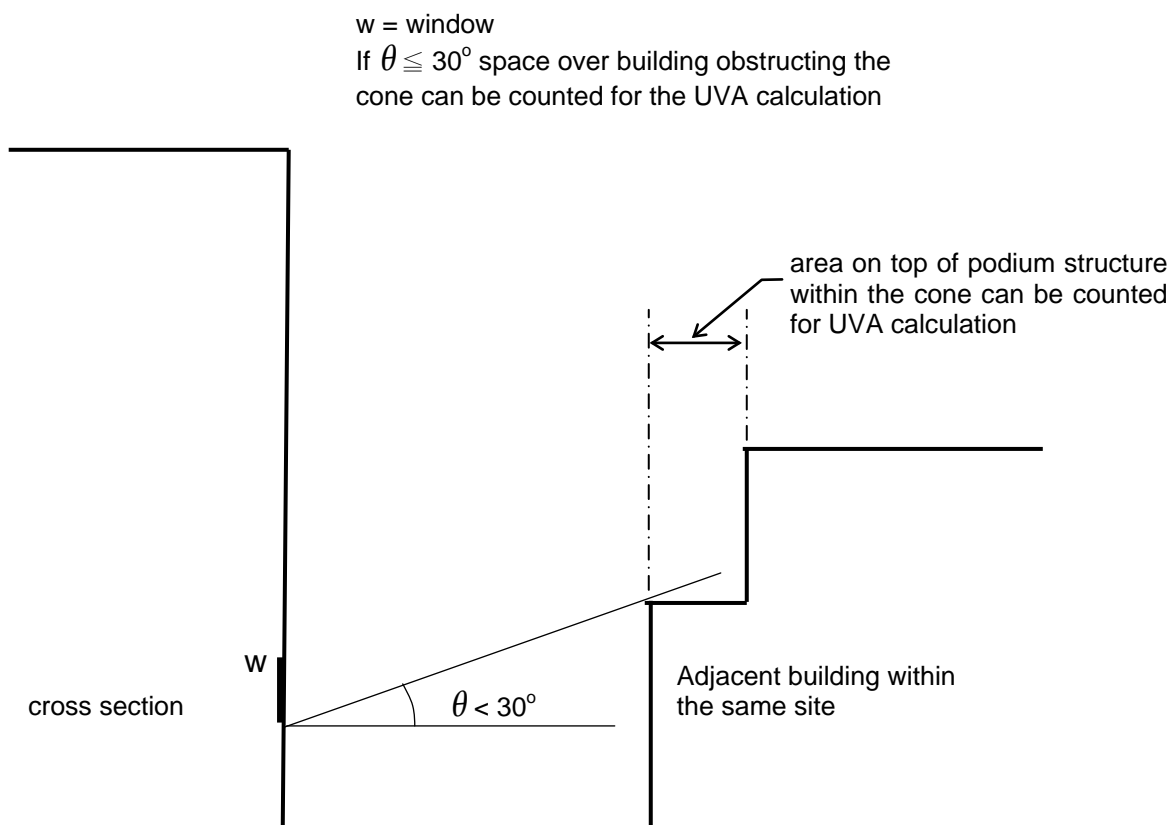 w = window
If θ ≦ 30° space over building obstructing the
cone can be counted for the UVA calculation
area on top of podium structure
within the cone can be counted
for UVA calculation
w
cross section
θ < 30°
Adjacent building within
the same site